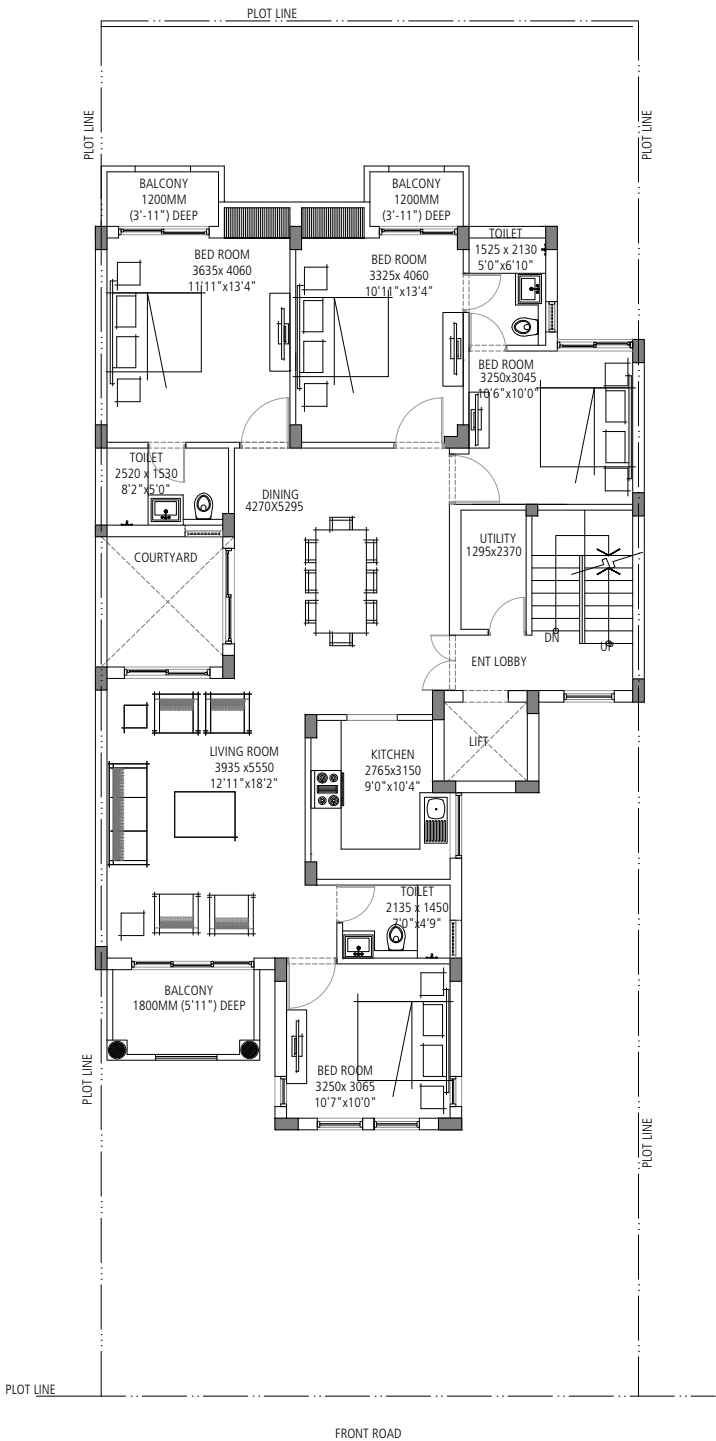 PLOT LINE
PLOT LINE
PLOT LINE
BALCONY
1200MM
(3'-11") DEEP
BALCONY
1200MM
(3'-11") DEEP
TOILET
1525 x 2130
5'0"x6'10"
BED ROOM
3635x 4060
11'11"x13'4"
BED ROOM
3325x 4060
10'11"x13'4"
BED ROOM
3250x3045
10'6"x10'0"
TOILET
2520 x 1530
8'2"x5'0"
DINING
4270X5295
COURTYARD
UTILITY
1295x2370
DN
UP
ENT LOBBY
LIFT
LIVING ROOM
3935 x5550
12'11"x18'2"
KITCHEN
2765x3150
9'0"x10'4"
TOILET
2135 x 1450
7'0"x4'9"
BALCONY
1800MM (5'11") DEEP
BED ROOM
3250x 3065
10'7"x10'0"
PLOT LINE
PLOT LINE
PLOT LINE
FRONT ROAD